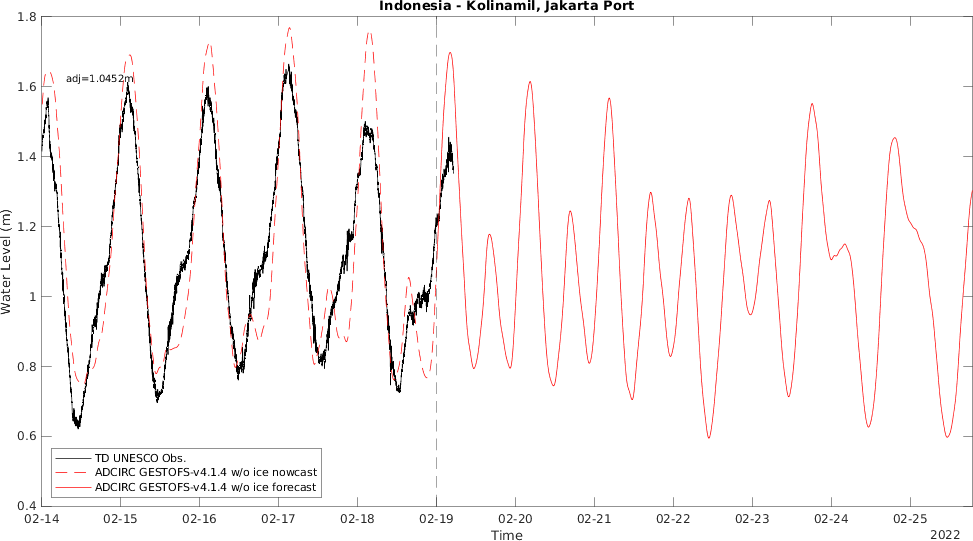 Indonesia - Kolinamil, Jakarta Port
1.8
1.6
1.4
1.2
1
0.8
0.6
0.4
Water Level (m)
adj=1.0452m
TD UNESCO Obs.
ADCIRC GESTOFS-v4.1.4 w/o ice nowcast
ADCIRC GESTOFS-v4.1.4 w/o ice forecast
02-14 02-15 02-16 02-17 02-18 02-19 02-20 02-21 02-22 02-23 02-24 02-25
Time
2022